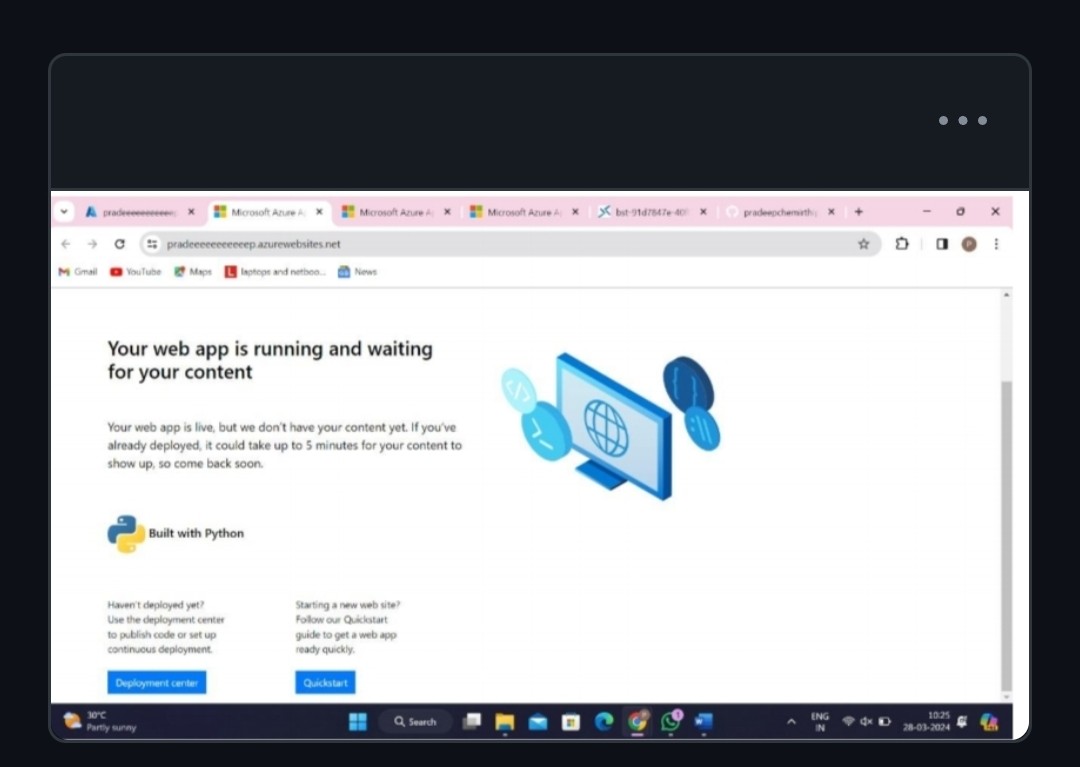 Microsoft Azure A
Microsoft Azure A
Microsoft Azure A
pradeeeeeeeeeeep.azurewebsites.net
Gmail
YouTube
Maps
laptops and netboo...
News
Your web app is running and waiting
for your content
Your web app is live, but we don't have your content yet. If you've
already deployed, it could take up to 5 minutes for your content to
show up, so come back soon.
Built with Python
Haven't deployed yet?
Use the deployment center
to publish code or set up
continuous deployment.
Deployment center
Starting a new web site?
Follow our Quickstart
guide to get a web app
ready quickly.
Quickstart
30°C
Partly sunny
Search
ENG
IN
10:25
28-03-2024